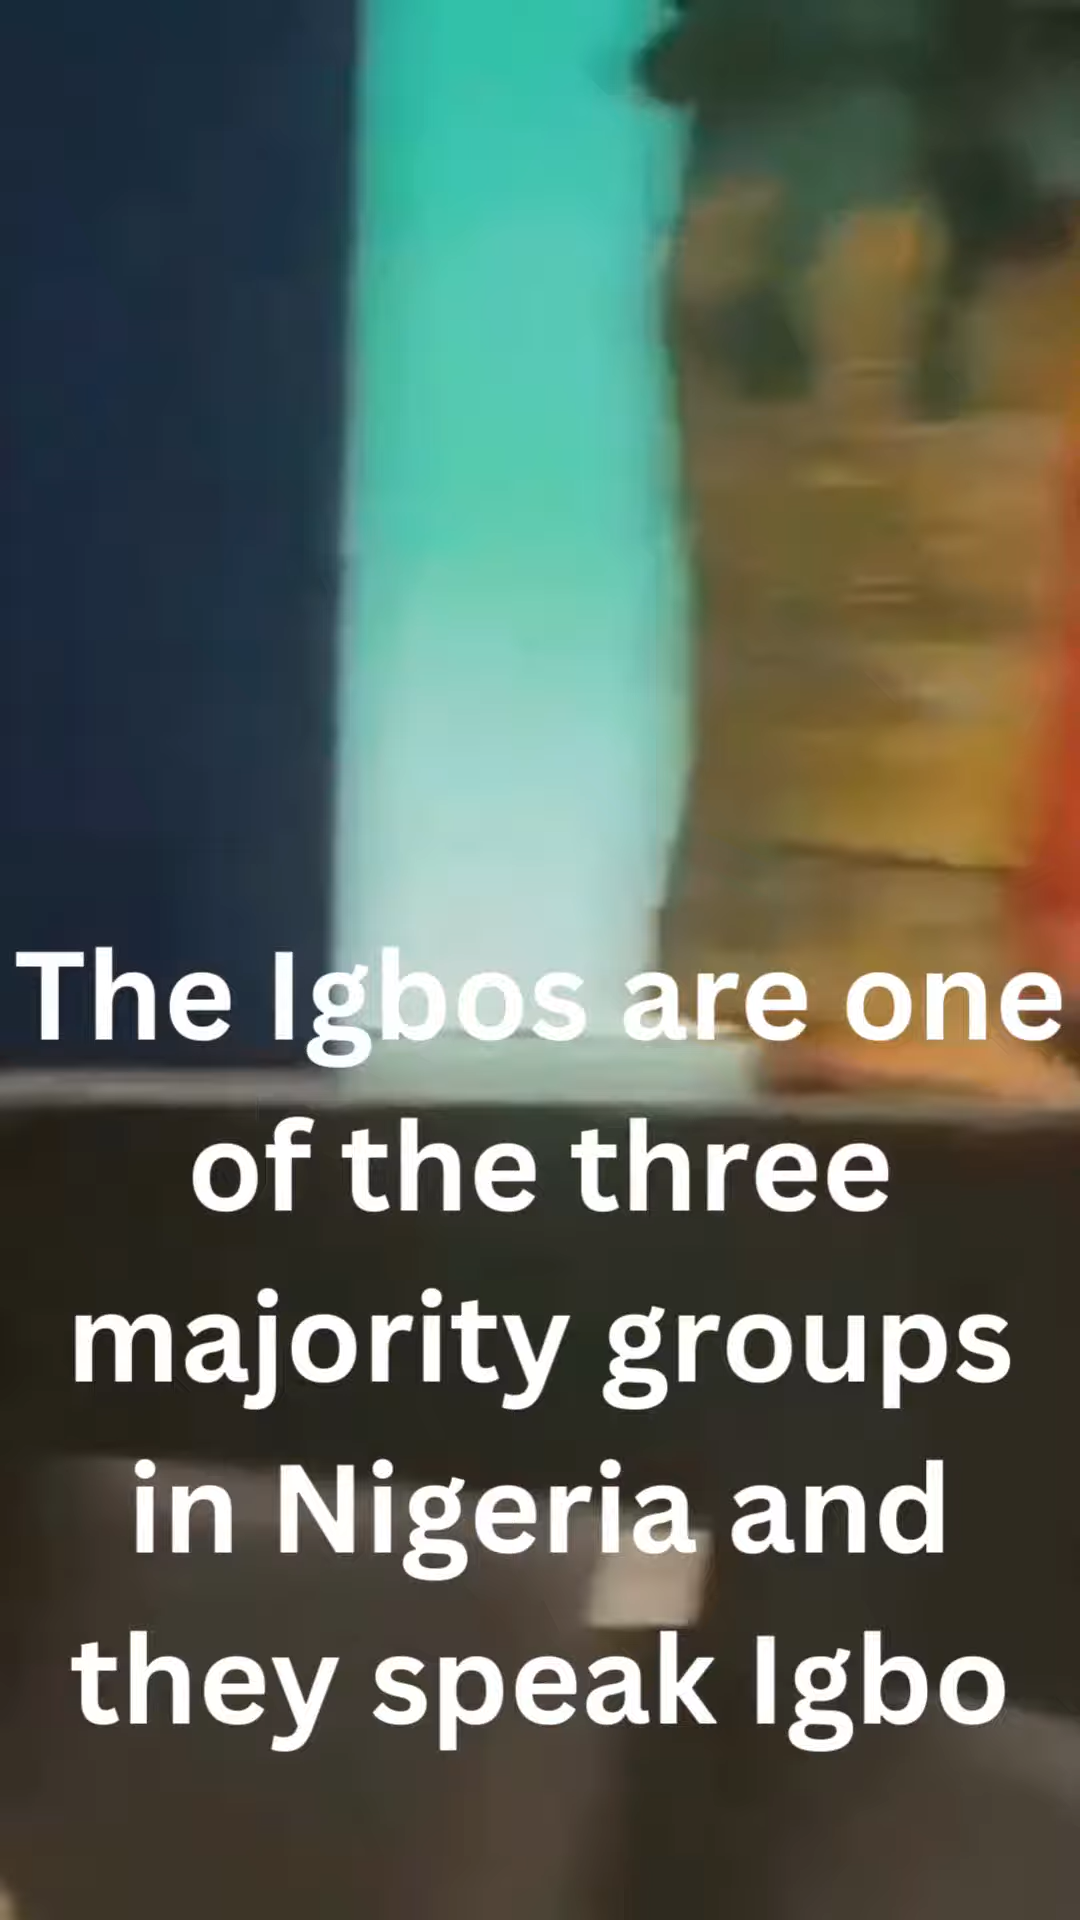 The Igbos are one
of the three
majority groups
in Nigeria and
they speak Igbo